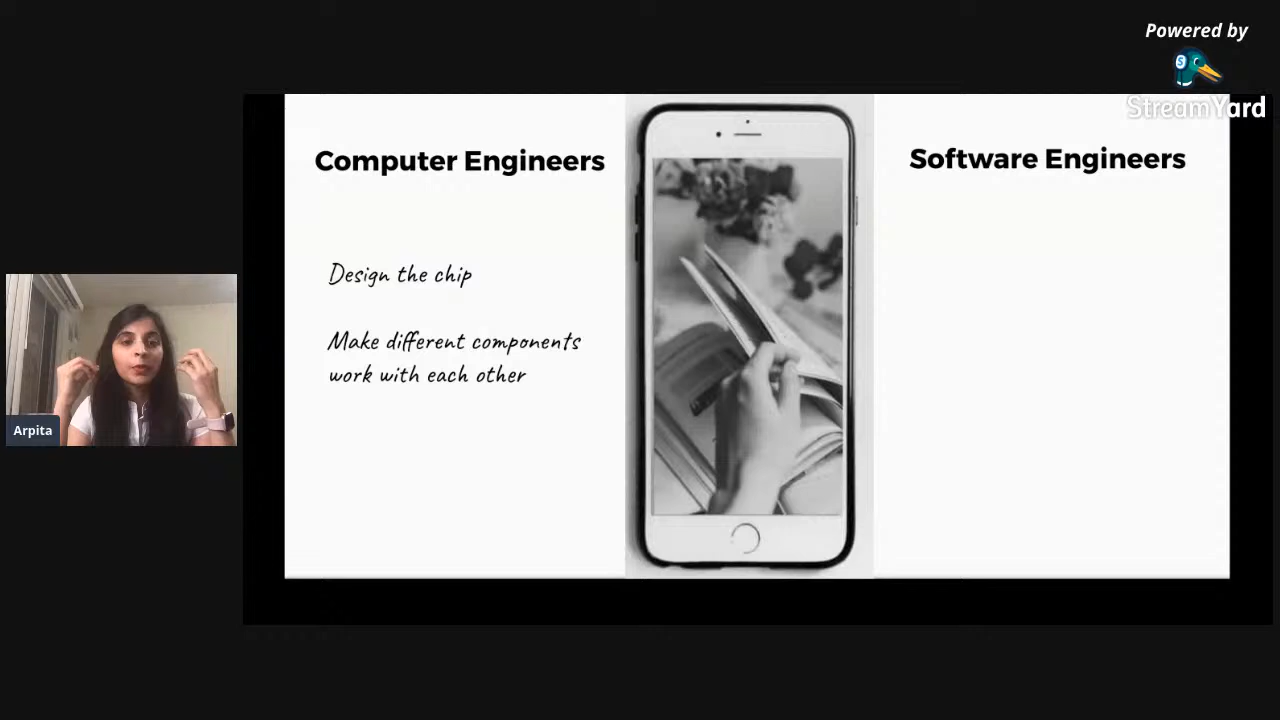 Powered by
StreamYard
Computer Engineers
Software Engineers
Design the chip
Make different components
work with each other
Arpita